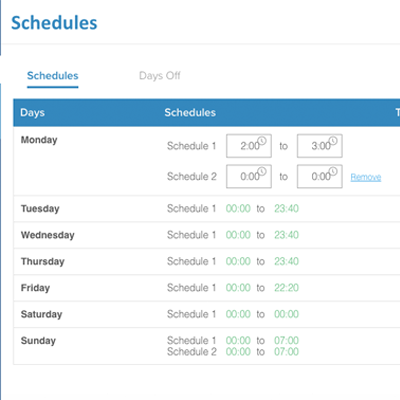 Schedules
Schedules Days Off
Days Schedules T
Monday Schedule 1 2:00 to 3:00
Schedule 2 0:00 to 0:00 Remove
Tuesday Schedule 1 00:00 to 23:40
Wednesday Schedule 1 00:00 to 23:40
Thursday Schedule 1 00:00 to 23:40
Friday Schedule 1 00:00 to 22:20
Saturday Schedule 1 00:00 to 00:00
Sunday Schedule 1 00:00 to 07:00
Schedule 2 00:00 to 07:00